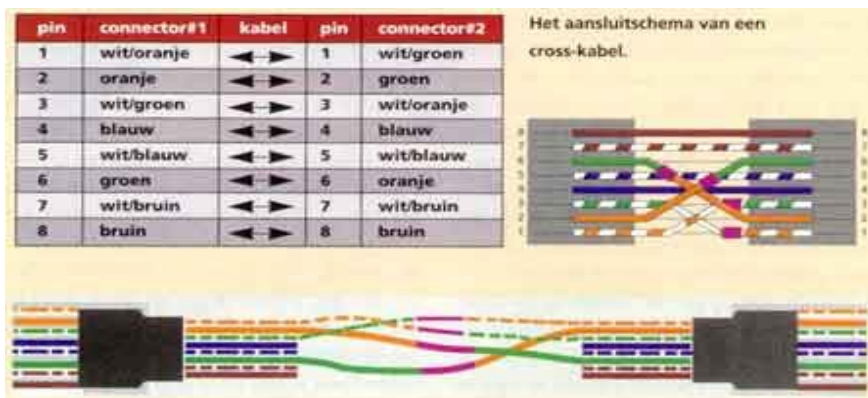 pin connector#1 kabel pin connector#2
1 wit/oranje 1 wit/groen
2 oranje 2 groen
3 wit/groen 3 wit/oranje
4 blauw 4 blauw
5 wit/blauw 5 wit/blauw
6 groen 6 oranje
7 wit/bruin 7 wit/bruin
8 bruin 8 bruin
Het aansluitschema van een
cross-kabel.